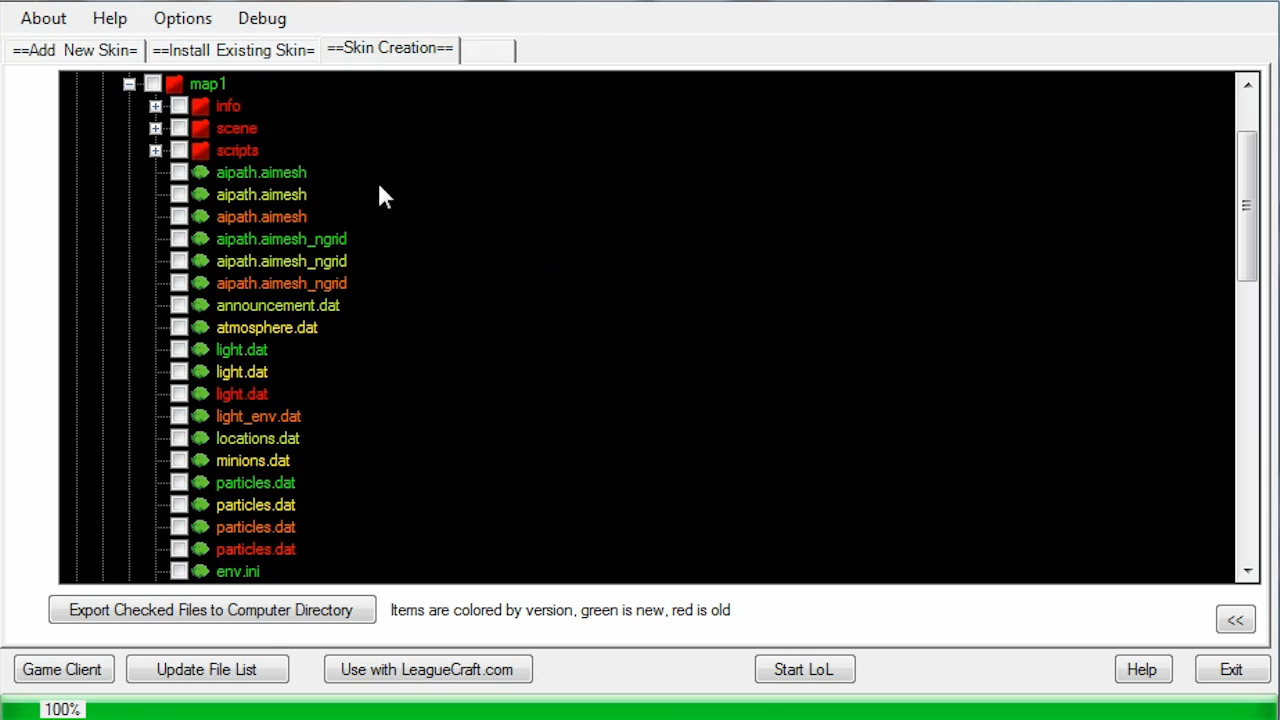 About Help Options Debug
==Add New Skin= ==Install Existing Skin= ==Skin Creation==
map1
info
scene
scripts
aipath.aimesh
aipath.aimesh
aipath.aimesh
aipath.aimesh_ngrid
aipath.aimesh_ngrid
aipath.aimesh_ngrid
announcement.dat
atmosphere.dat
light.dat
light.dat
light.dat
light_env.dat
locations.dat
minions.dat
particles.dat
particles.dat
particles.dat
particles.dat
env.ini
Export Checked Files to Computer Directory Items are colored by version, green is new, red is old
<<
Game Client Update File List Use with LeagueCraft.com Start LoL Help Exit
100%